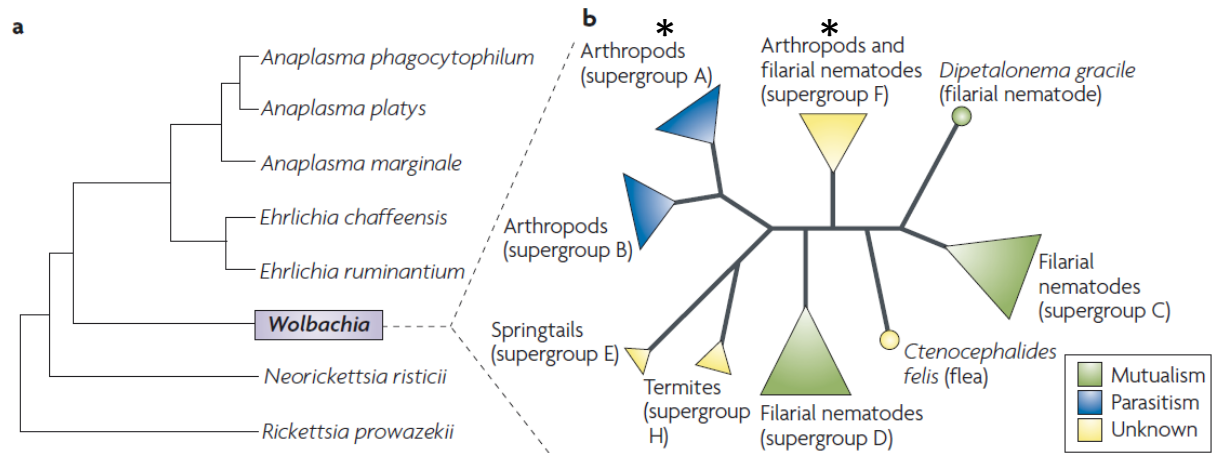 a
Anaplasma phagocytophilum
Anaplasma platys
Anaplasma marginale
Ehrlichia chaffeensis
Ehrlichia ruminantium
Wolbachia
Neorickettsia risticii
Rickettsia prowazekii
b
*
Arthropods
(supergroup A)
*
Arthropods and
filarial nematodes
(supergroup F)
Dipetalonema gracile
(filarial nematode)
Arthropods
(supergroup B)
Filarial
nematodes
(supergroup C)
Springtails
(supergroup E)
Termites
(supergroup
H)
Filarial nematodes
(supergroup D)
Ctenocephalides
felis (flea)
Mutualism
Parasitism
Unknown